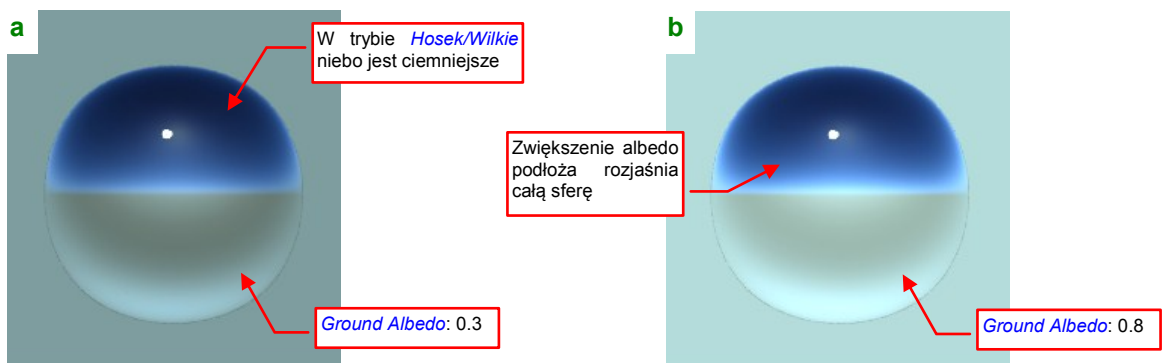 a
W trybie Hosek/Wilkie
niebo jest ciemniejsze
Ground Albedo: 0.3
b
Zwiększenie albedo
podłoża rozjaśnia
całą sferę
Ground Albedo: 0.8